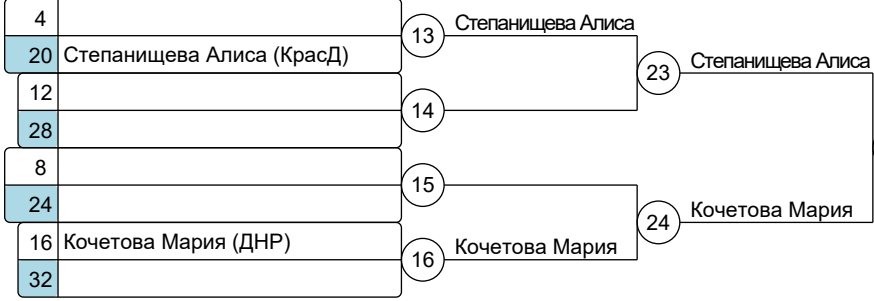 4
20 Степанищева Алиса (КрасД)
12
28
8
24
16 Кочетова Мария (ДНР)
32
13 Степанищева Алиса
14
15
16 Кочетова Мария
23 Степанищева Алиса
24 Кочетова Мария